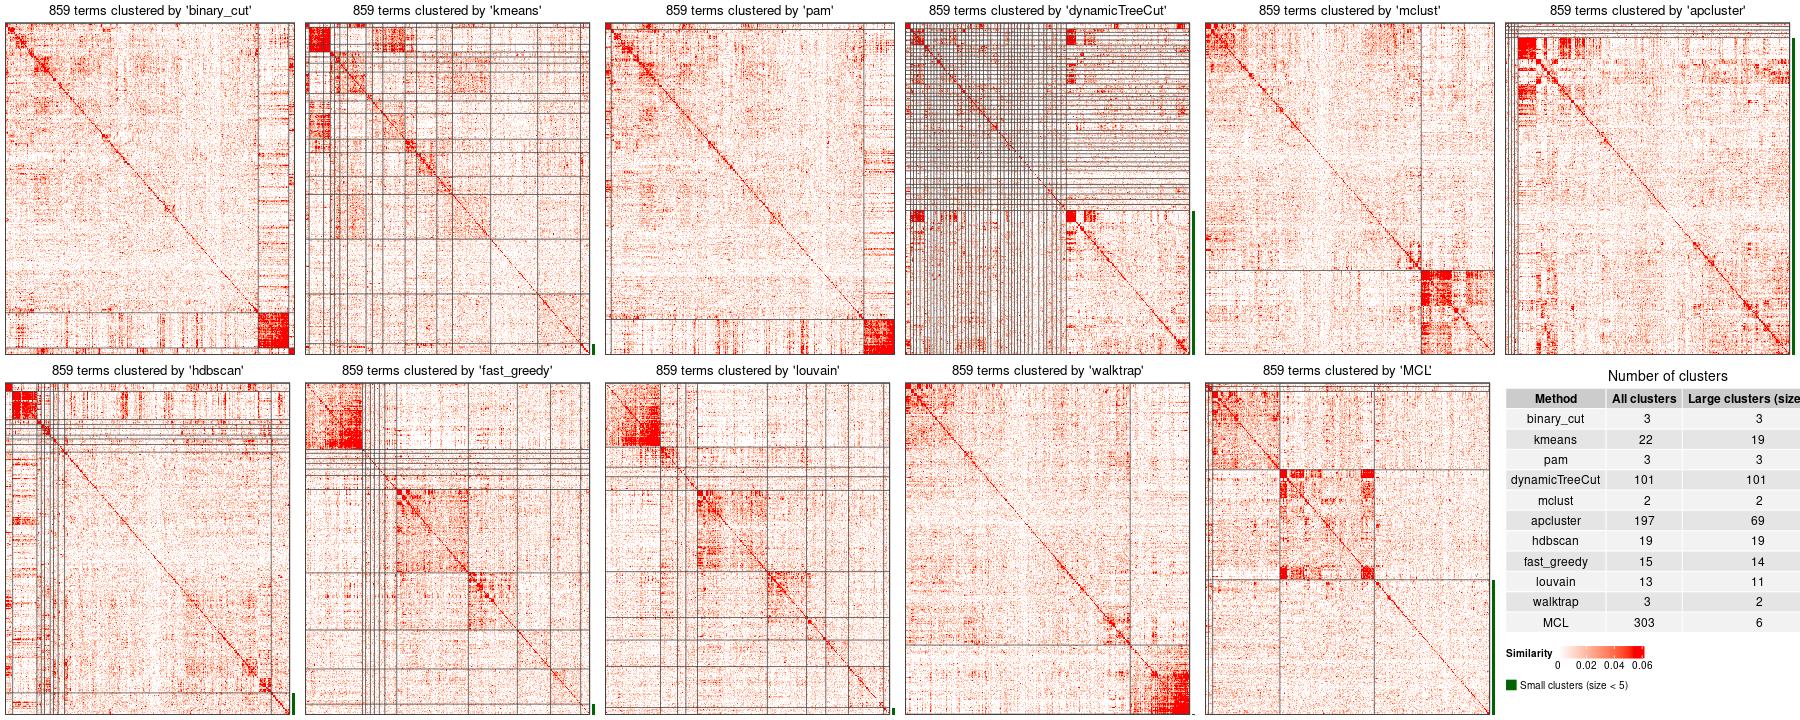 859 terms clustered by 'binary_cut'
859 terms clustered by 'kmeans'
859 terms clustered by 'pam'
859 terms clustered by 'dynamicTreeCut'
859 terms clustered by 'mclust'
859 terms clustered by 'apcluster'
859 terms clustered by 'hdbscan'
859 terms clustered by 'fast_greedy'
859 terms clustered by 'louvain'
859 terms clustered by 'walktrap'
859 terms clustered by 'MCL'
Number of clusters
Method All clusters Large clusters (size
binary_cut 3 3
kmeans 22 19
pam 3 3
dynamicTreeCut 101 101
mclust 2 2
apcluster 197 69
hdbscan 19 19
fast_greedy 15 14
louvain 13 11
walktrap 3 2
MCL 303 6
Similarity
0 0.02 0.04 0.06
Small clusters (size < 5)